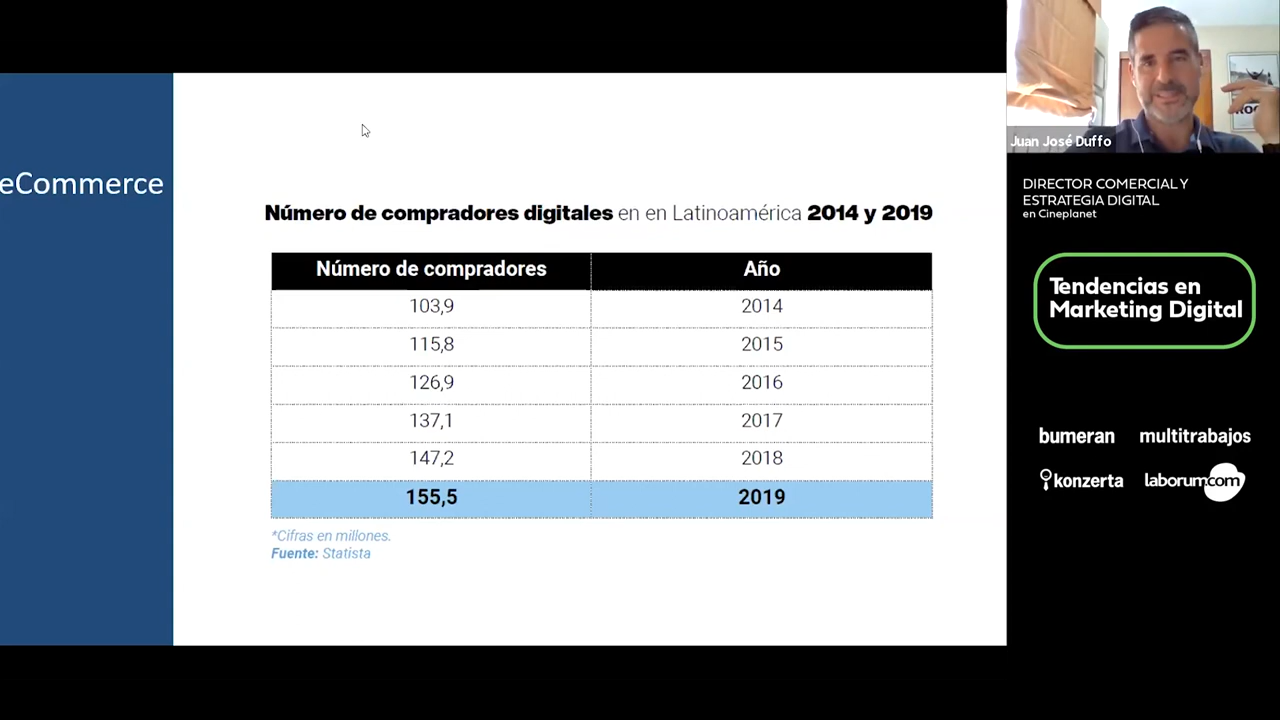 eCommerce
Número de compradores digitales en en Latinoamérica 2014 y 2019
Número de compradores Año
103,9 2014
115,8 2015
126,9 2016
137,1 2017
147,2 2018
155,5 2019
*Cifras en millones.
Fuente: Statista
Juan José Duffo
DIRECTOR COMERCIAL Y
ESTRATEGIA DIGITAL
en Cineplanet
Tendencias en
Marketing Digital
bumeran multitrabajos
konzerta laborum.com